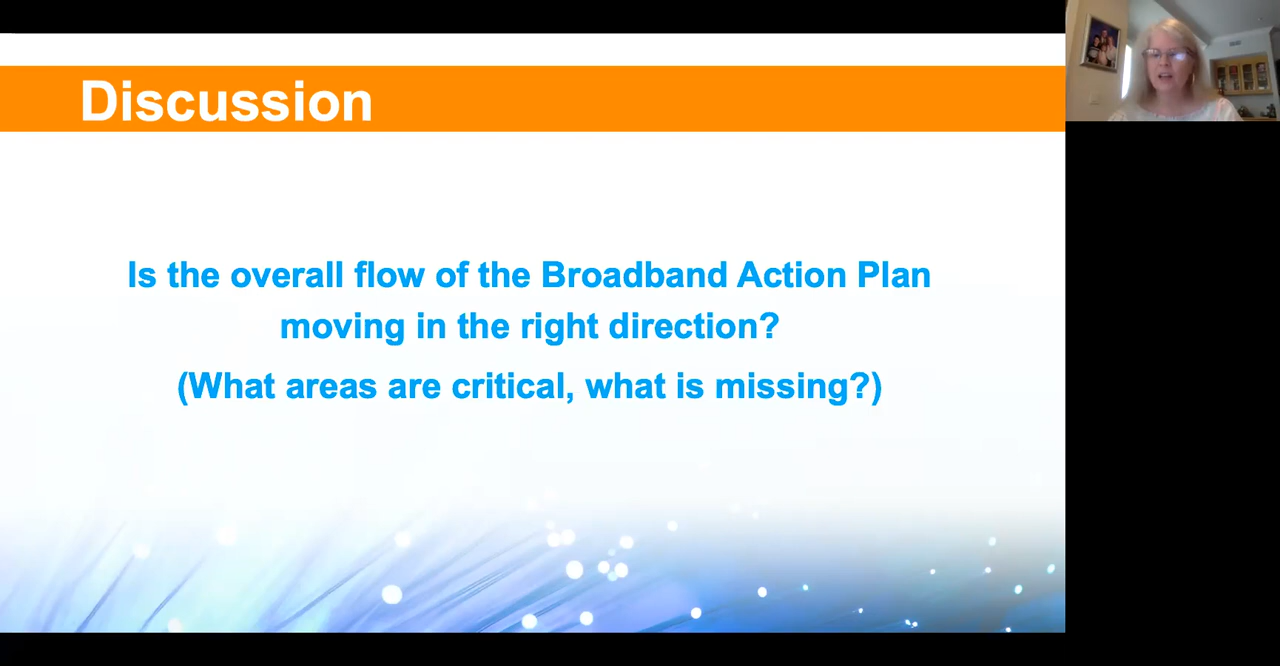 Discussion
Is the overall flow of the Broadband Action Plan
moving in the right direction?
(What areas are critical, what is missing?)